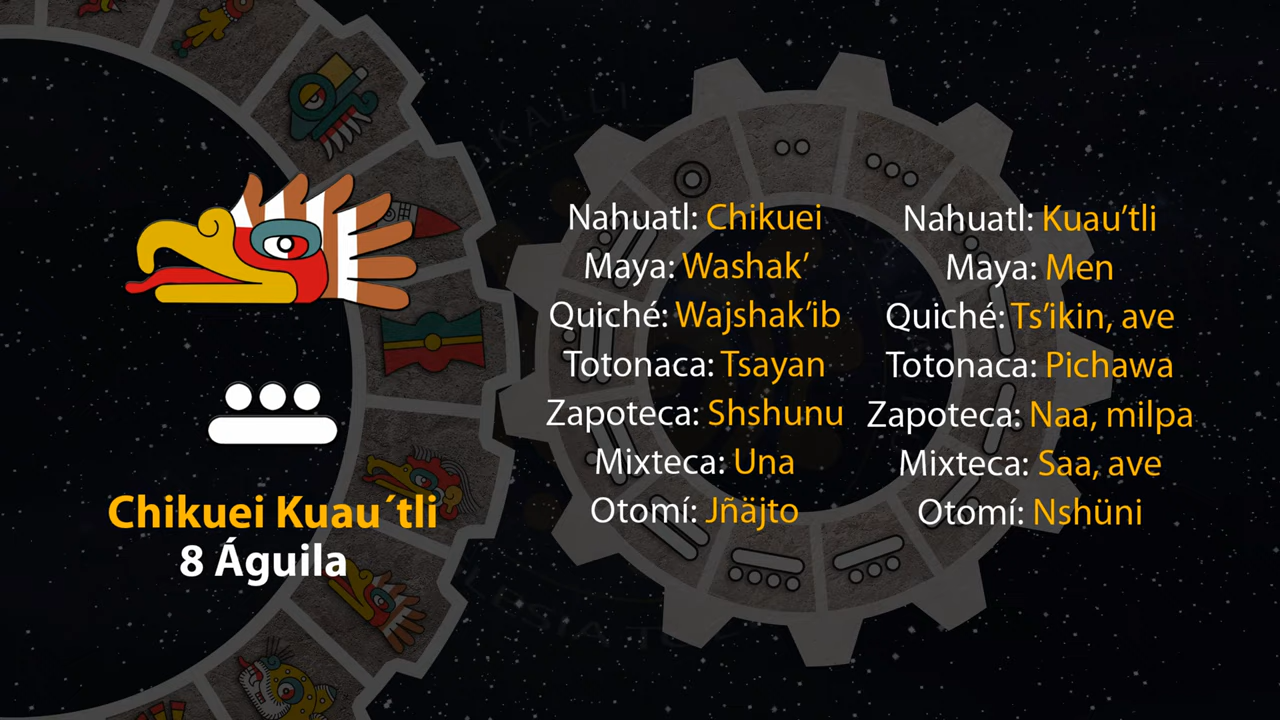 Chikuei Kuau´tli
8 Águila
Nahuatl: Chikuei
Maya: Washak’
Quiché: Wajshak’ib
Totonaca: Tsayan
Zapoteca: Shshunu
Mixteca: Una
Otomí: Jñäjto
Nahuatl: Kuau’tli
Maya: Men
Quiché: Ts’ikin, ave
Totonaca: Pichawa
Zapoteca: Naa, milpa
Mixteca: Saa, ave
Otomí: Nshüni